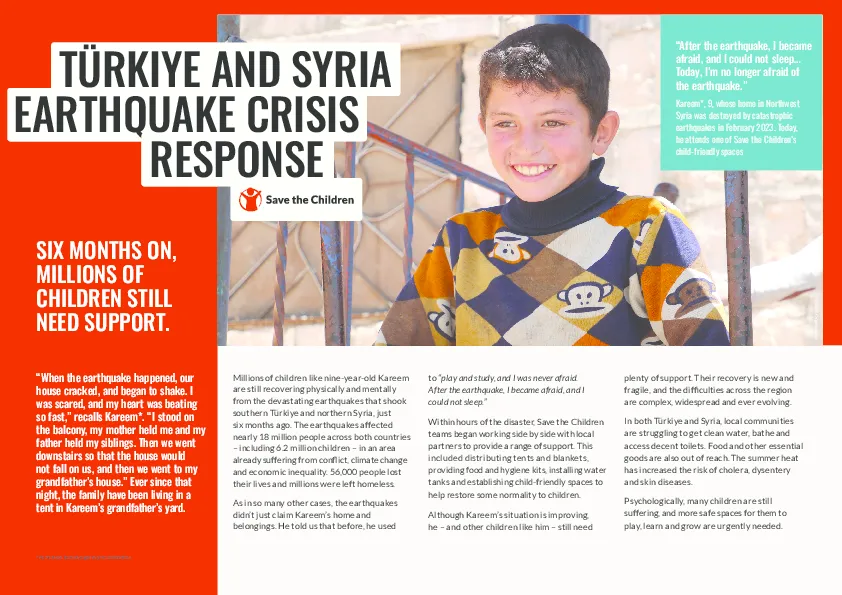 TÜRKIYE AND SYRIA
EARTHQUAKE CRISIS
RESPONSE
Save the Children
"After the earthquake, I became
afraid, and I could not sleep...
Today, I'm no longer afraid of
the earthquake."
Kareem*, 9, whose home in Northwest
Syria was destroyed by catastrophic
earthquakes in February 2023. Today,
he attends one of Save the Children's
child-friendly spaces
SIX MONTHS ON,
MILLIONS OF
CHILDREN STILL
NEED SUPPORT.
"When the earthquake happened, our
house cracked, and began to shake. I
was scared, and my heart was beating
so fast," recalls Kareem*. "I stood on
the balcony, my mother held me and my
father held my siblings. Then we went
downstairs so that the house would
not fall on us, and then we went to my
grandfather's house." Ever since that
night, the family have been living in a
tent in Kareem's grandfather's yard.
Millions of children like nine-year-old Kareem
are still recovering physically and mentally
from the devastating earthquakes that shook
southern Türkiye and northern Syria, just
six months ago. The earthquakes affected
nearly 18 million people across both countries
– including 6.2 million children – in an area
already suffering from conflict, climate change
and economic inequality. 56,000 people lost
their lives and millions were left homeless.
As in so many other cases, the earthquakes
didn't just claim Kareem's home and
belongings. He told us that before, he used
to "play and study, and I was never afraid.
After the earthquake, I became afraid, and I
could not sleep."
Within hours of the disaster, Save the Children
teams began working side by side with local
partners to provide a range of support. This
included distributing tents and blankets,
providing food and hygiene kits, installing water
tanks and establishing child-friendly spaces to
help restore some normality to children.
Although Kareem's situation is improving,
he – and other children like him – still need
plenty of support. Their recovery is new and
fragile, and the difficulties across the region
are complex, widespread and ever evolving.
In both Türkiye and Syria, local communities
are struggling to get clean water, bathe and
access decent toilets. Food and other essential
goods are also out of reach. The summer heat
has increased the risk of cholera, dysentery
and skin diseases.
Psychologically, many children are still
suffering, and more safe spaces for them to
play, learn and grow are urgently needed.